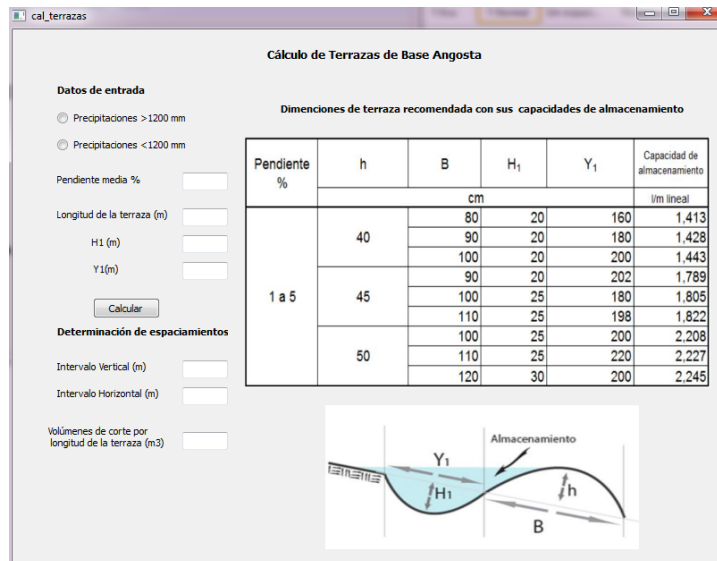 cal_terrazas
Cálculo de Terrazas de Base Angosta
Datos de entrada
Precipitaciones >1200 mm
Precipitaciones <1200 mm
Pendiente media %
Longitud de la terraza (m)
H1 (m)
Y1(m)
Calcular
Determinación de espaciamientos
Intervalo Vertical (m)
Intervalo Horizontal (m)
Volúmenes de corte por
longitud de la terraza (m3)
Dimenciones de terraza recomendada con sus capacidades de almacenamiento
Pendiente % h B H₁ Y₁ Capacidad de almacenamiento
cm l/m lineal
1 a 5
40
80 20 160 1,413
90 20 180 1,428
100 20 200 1,443
45
90 20 202 1,789
100 25 180 1,805
110 25 198 1,822
50
100 25 200 2,208
110 25 220 2,227
120 30 200 2,245
Almacenamiento
Y₁
H₁
h
B